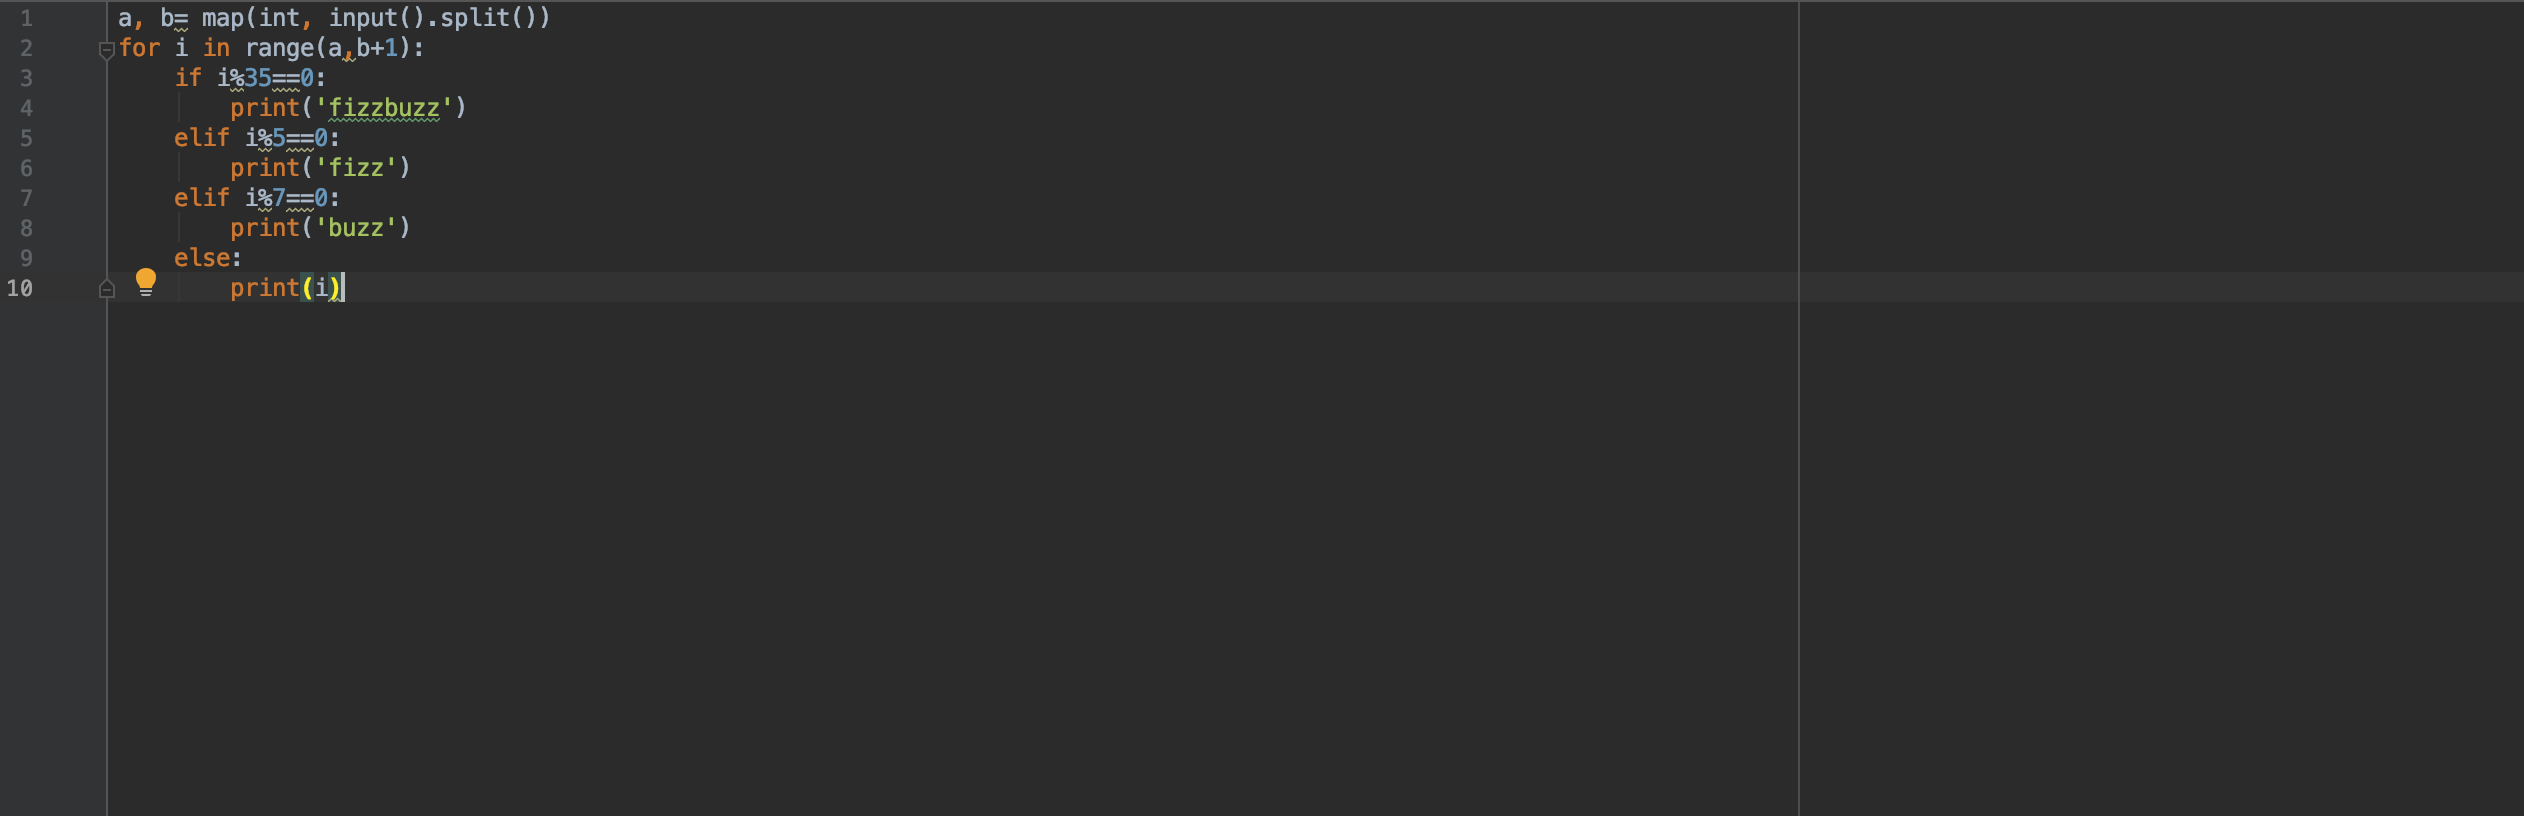 1 a, b= map(int, input().split())
2 for i in range(a,b+1):
3     if i%35==0:
4         print('fizzbuzz')
5     elif i%5==0:
6         print('fizz')
7     elif i%7==0:
8         print('buzz')
9     else:
10         print(i)